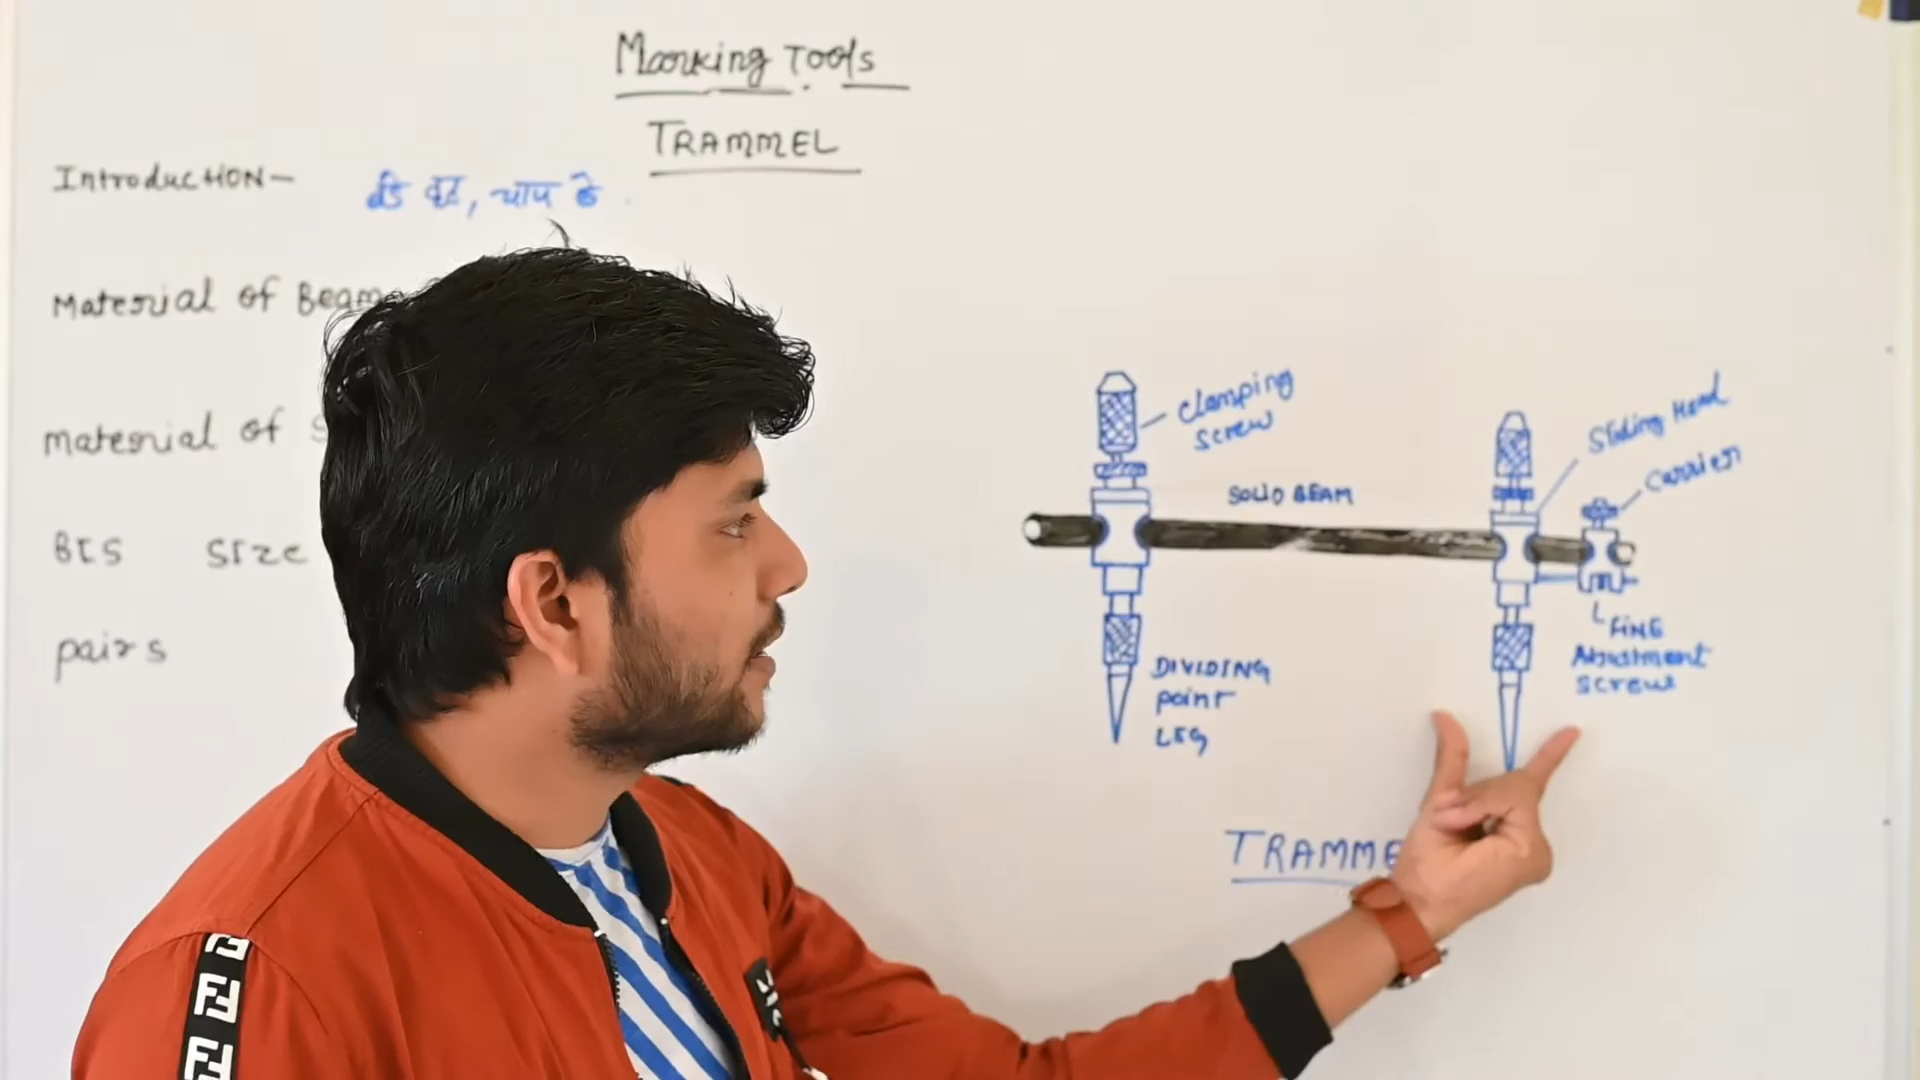 Marking Tools
TRAMMEL
Introduction—
वृत, चाप के
Material of Beam
Material of S
BIS SIZE
pairs
clamping
screw
Sliding Head
Carrier
SOLID BEAM
FINE
Adjustment
screw
DIVIDING
point
LEG
TRAMME